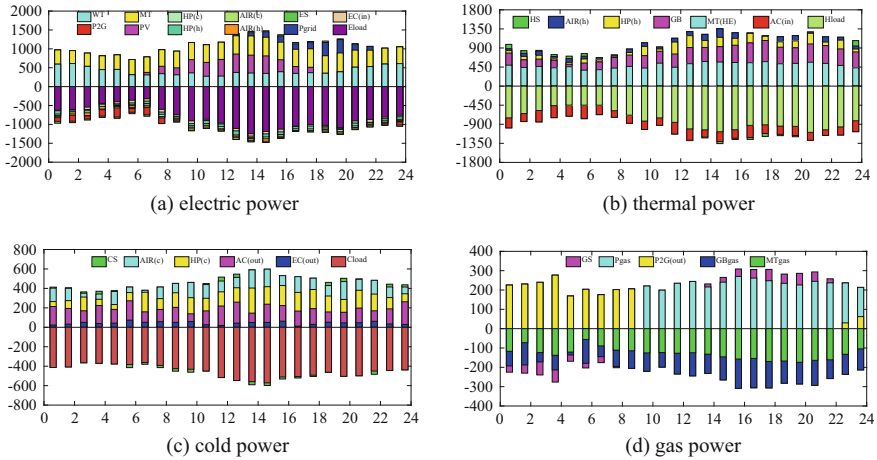 WT MT HP(c) AIR(c) ES EC(in)
P2G PV HP(h) AIR(h) Pgrid Eload
2000
1500
1000
500
0
-500
-1000
-1500
-2000
0 2 4 6 8 10 12 14 16 18 20 22 24
(a) electric power
HS AIR(h) HP(h) GB MT(HE) AC(in) Hload
1800
1350
900
450
0
-450
-900
-1350
-1800
0 2 4 6 8 10 12 14 16 18 20 22 24
(b) thermal power
CS AIR(c) HP(c) AC(out) EC(out) Cload
800
600
400
200
0
-200
-400
-600
-800
0 2 4 6 8 10 12 14 16 18 20 22 24
(c) cold power
GS Pgas P2G(out) GBgas MTgas
400
300
200
100
0
-100
-200
-300
-400
0 2 4 6 8 10 12 14 16 18 20 22 24
(d) gas power